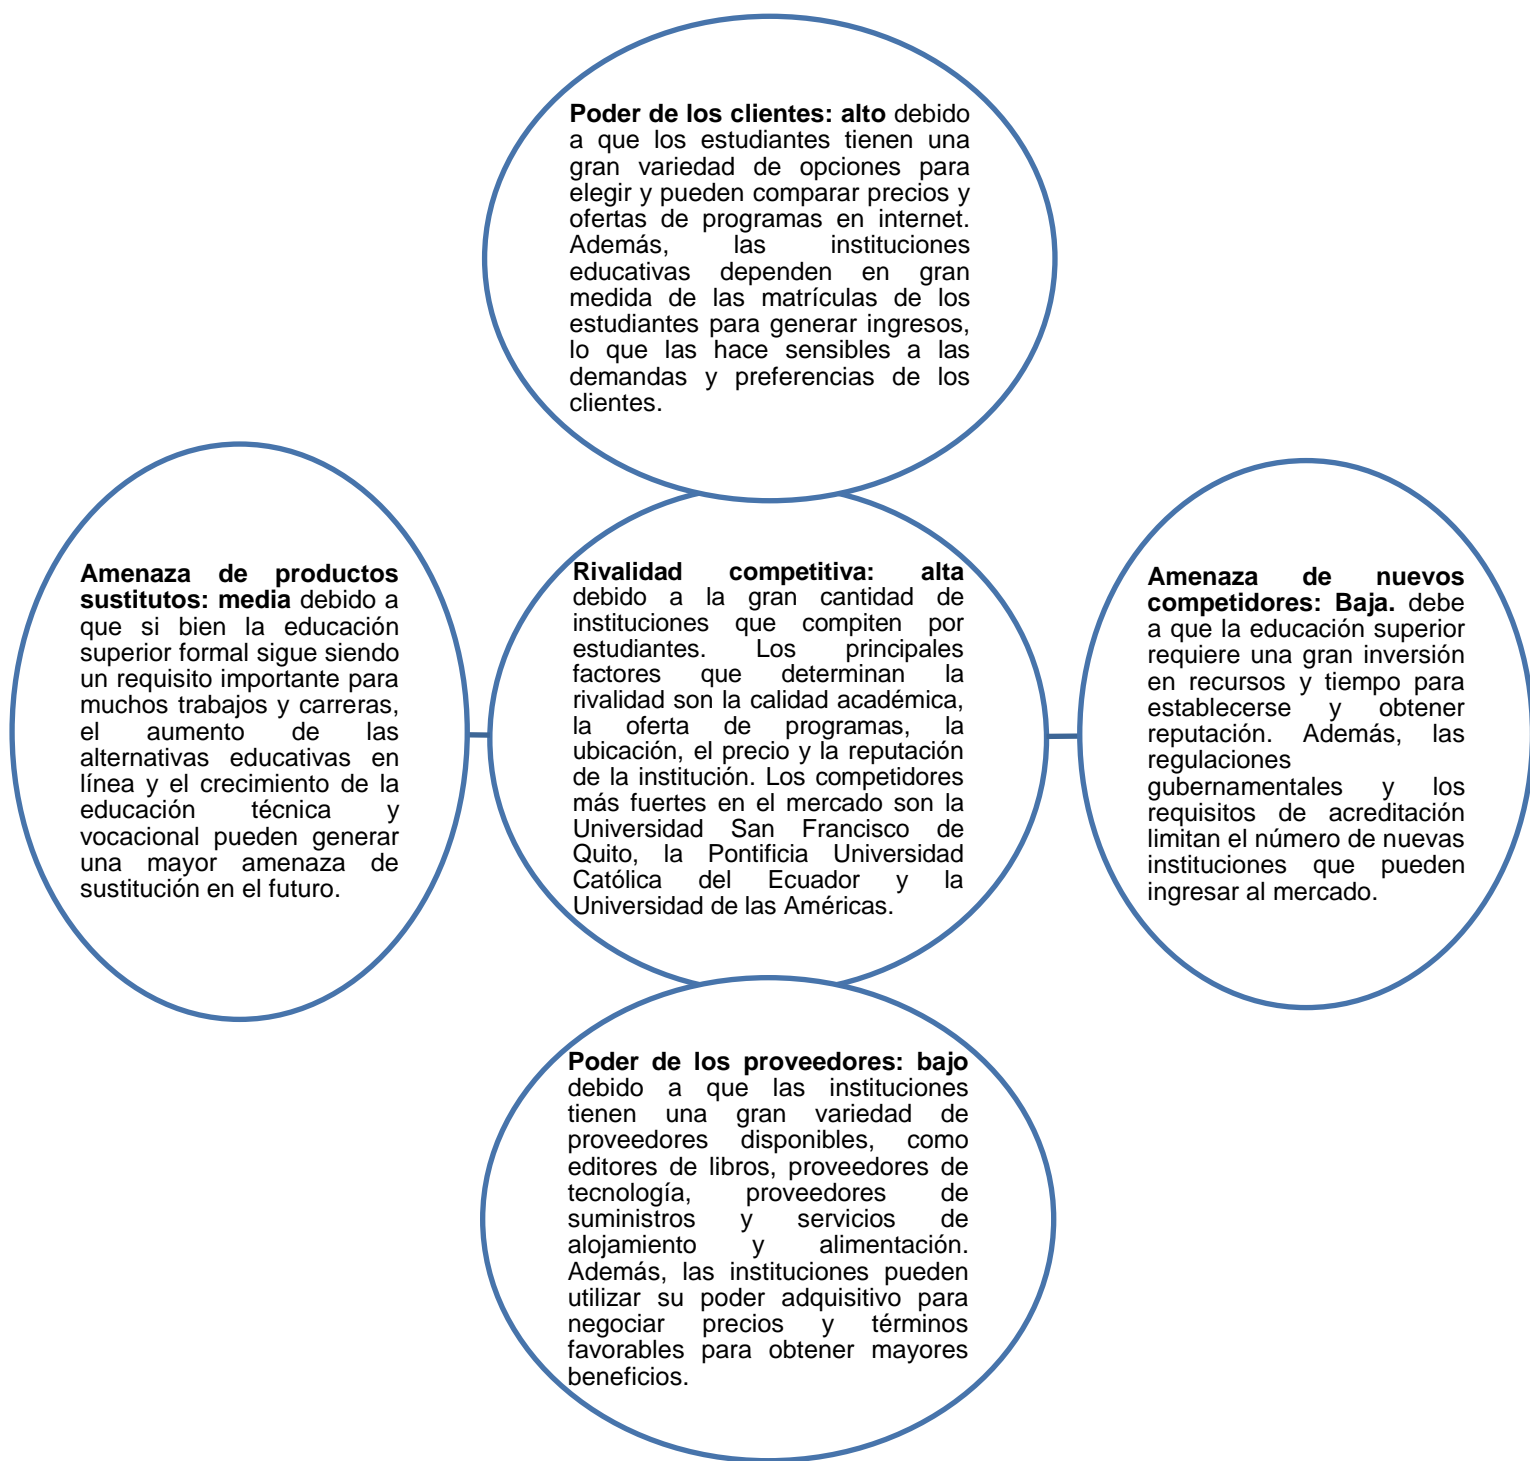 Poder de los clientes: alto debido
a que los estudiantes tienen una
gran variedad de opciones para
elegir y pueden comparar precios y
ofertas de programas en internet.
Además, las instituciones
educativas dependen en gran
medida de las matrículas de los
estudiantes para generar ingresos,
lo que las hace sensibles a las
demandas y preferencias de los
clientes.
Amenaza de productos
sustitutos: media debido a
que si bien la educación
superior formal sigue siendo
un requisito importante para
muchos trabajos y carreras,
el aumento de las
alternativas educativas en
línea y el crecimiento de la
educación técnica y
vocacional pueden generar
una mayor amenaza de
sustitución en el futuro.
Rivalidad competitiva: alta
debido a la gran cantidad de
instituciones que compiten por
estudiantes. Los principales
factores que determinan la
rivalidad son la calidad académica,
la oferta de programas, la
ubicación, el precio y la reputación
de la institución. Los competidores
más fuertes en el mercado son la
Universidad San Francisco de
Quito, la Pontificia Universidad
Católica del Ecuador y la
Universidad de las Américas.
Amenaza de nuevos
competidores: Baja. debe
a que la educación superior
requiere una gran inversión
en recursos y tiempo para
establecerse y obtener
reputación. Además, las
regulaciones
gubernamentales y los
requisitos de acreditación
limitan el número de nuevas
instituciones que pueden
ingresar al mercado.
Poder de los proveedores: bajo
debido a que las instituciones
tienen una gran variedad de
proveedores disponibles, como
editores de libros, proveedores de
tecnología, proveedores de
suministros y servicios de
alojamiento y alimentación.
Además, las instituciones pueden
utilizar su poder adquisitivo para
negociar precios y términos
favorables para obtener mayores
beneficios.